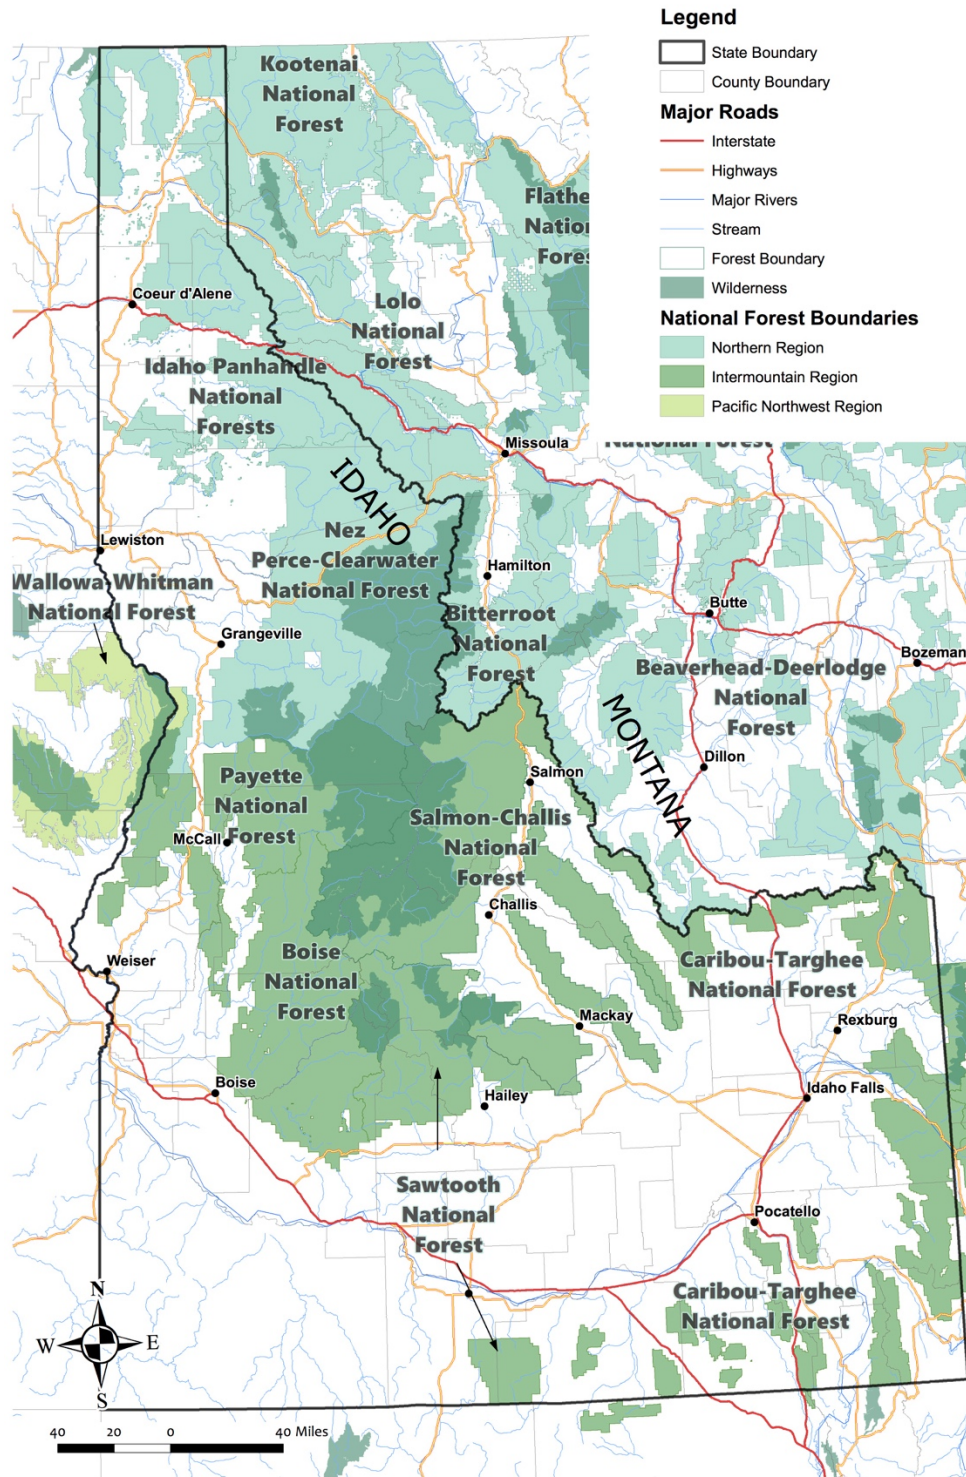 Legend
State Boundary
County Boundary
Major Roads
Interstate
Highways
Major Rivers
Stream
Forest Boundary
Wilderness
National Forest Boundaries
Northern Region
Intermountain Region
Pacific Northwest Region
Kootenai
National
Forest
Flathe
Nation
Fores
Coeur d'Alene
Lolo
National
Forest
Idaho Panhandle
National
Forests
National Forest
Missoula
IDAHO
Nez
Perce-Clearwater
National Forest
Lewiston
Wallowa Whitman
National Forest
Hamilton
Bitterroot
National
Forest
Butte
Grangeville
Bozeman
Beaverhead-Deerlodge
National
Forest
MONTANA
Dillon
Salmon
Payette
National
Forest
McCall
Salmon-Challis
National
Forest
Challis
Boise
National
Forest
Weiser
Caribou-Targhee
National Forest
Mackay
Rexburg
Boise
Hailey
Idaho Falls
Sawtooth
National
Forest
Pocatello
Caribou-Targhee
National Forest
N
W
E
S
40 20 0 40 Miles